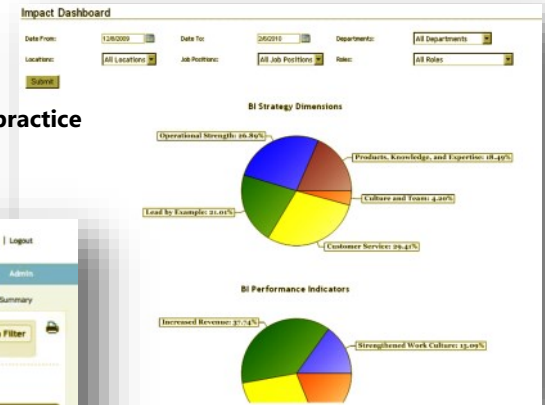 Impact Dashboard
Date From: 12/6/2009 Date To: 2/6/2010 Departments: All Departments
Locations: All Locations Job Positions: All Job Positions Roles: All Roles
Submit
practice
BI Strategy Dimensions
Operational Strength: 26.89%
Products, Knowledge, and Expertise: 18.49%
Culture and Team: 4.20%
Lead by Example: 21.01%
Customer Service: 29.41%
| Logout
Admin
Summary
Filter
BI Performance Indicators
Increased Revenue: 37.74%
Strengthened Work Culture: 15.09%